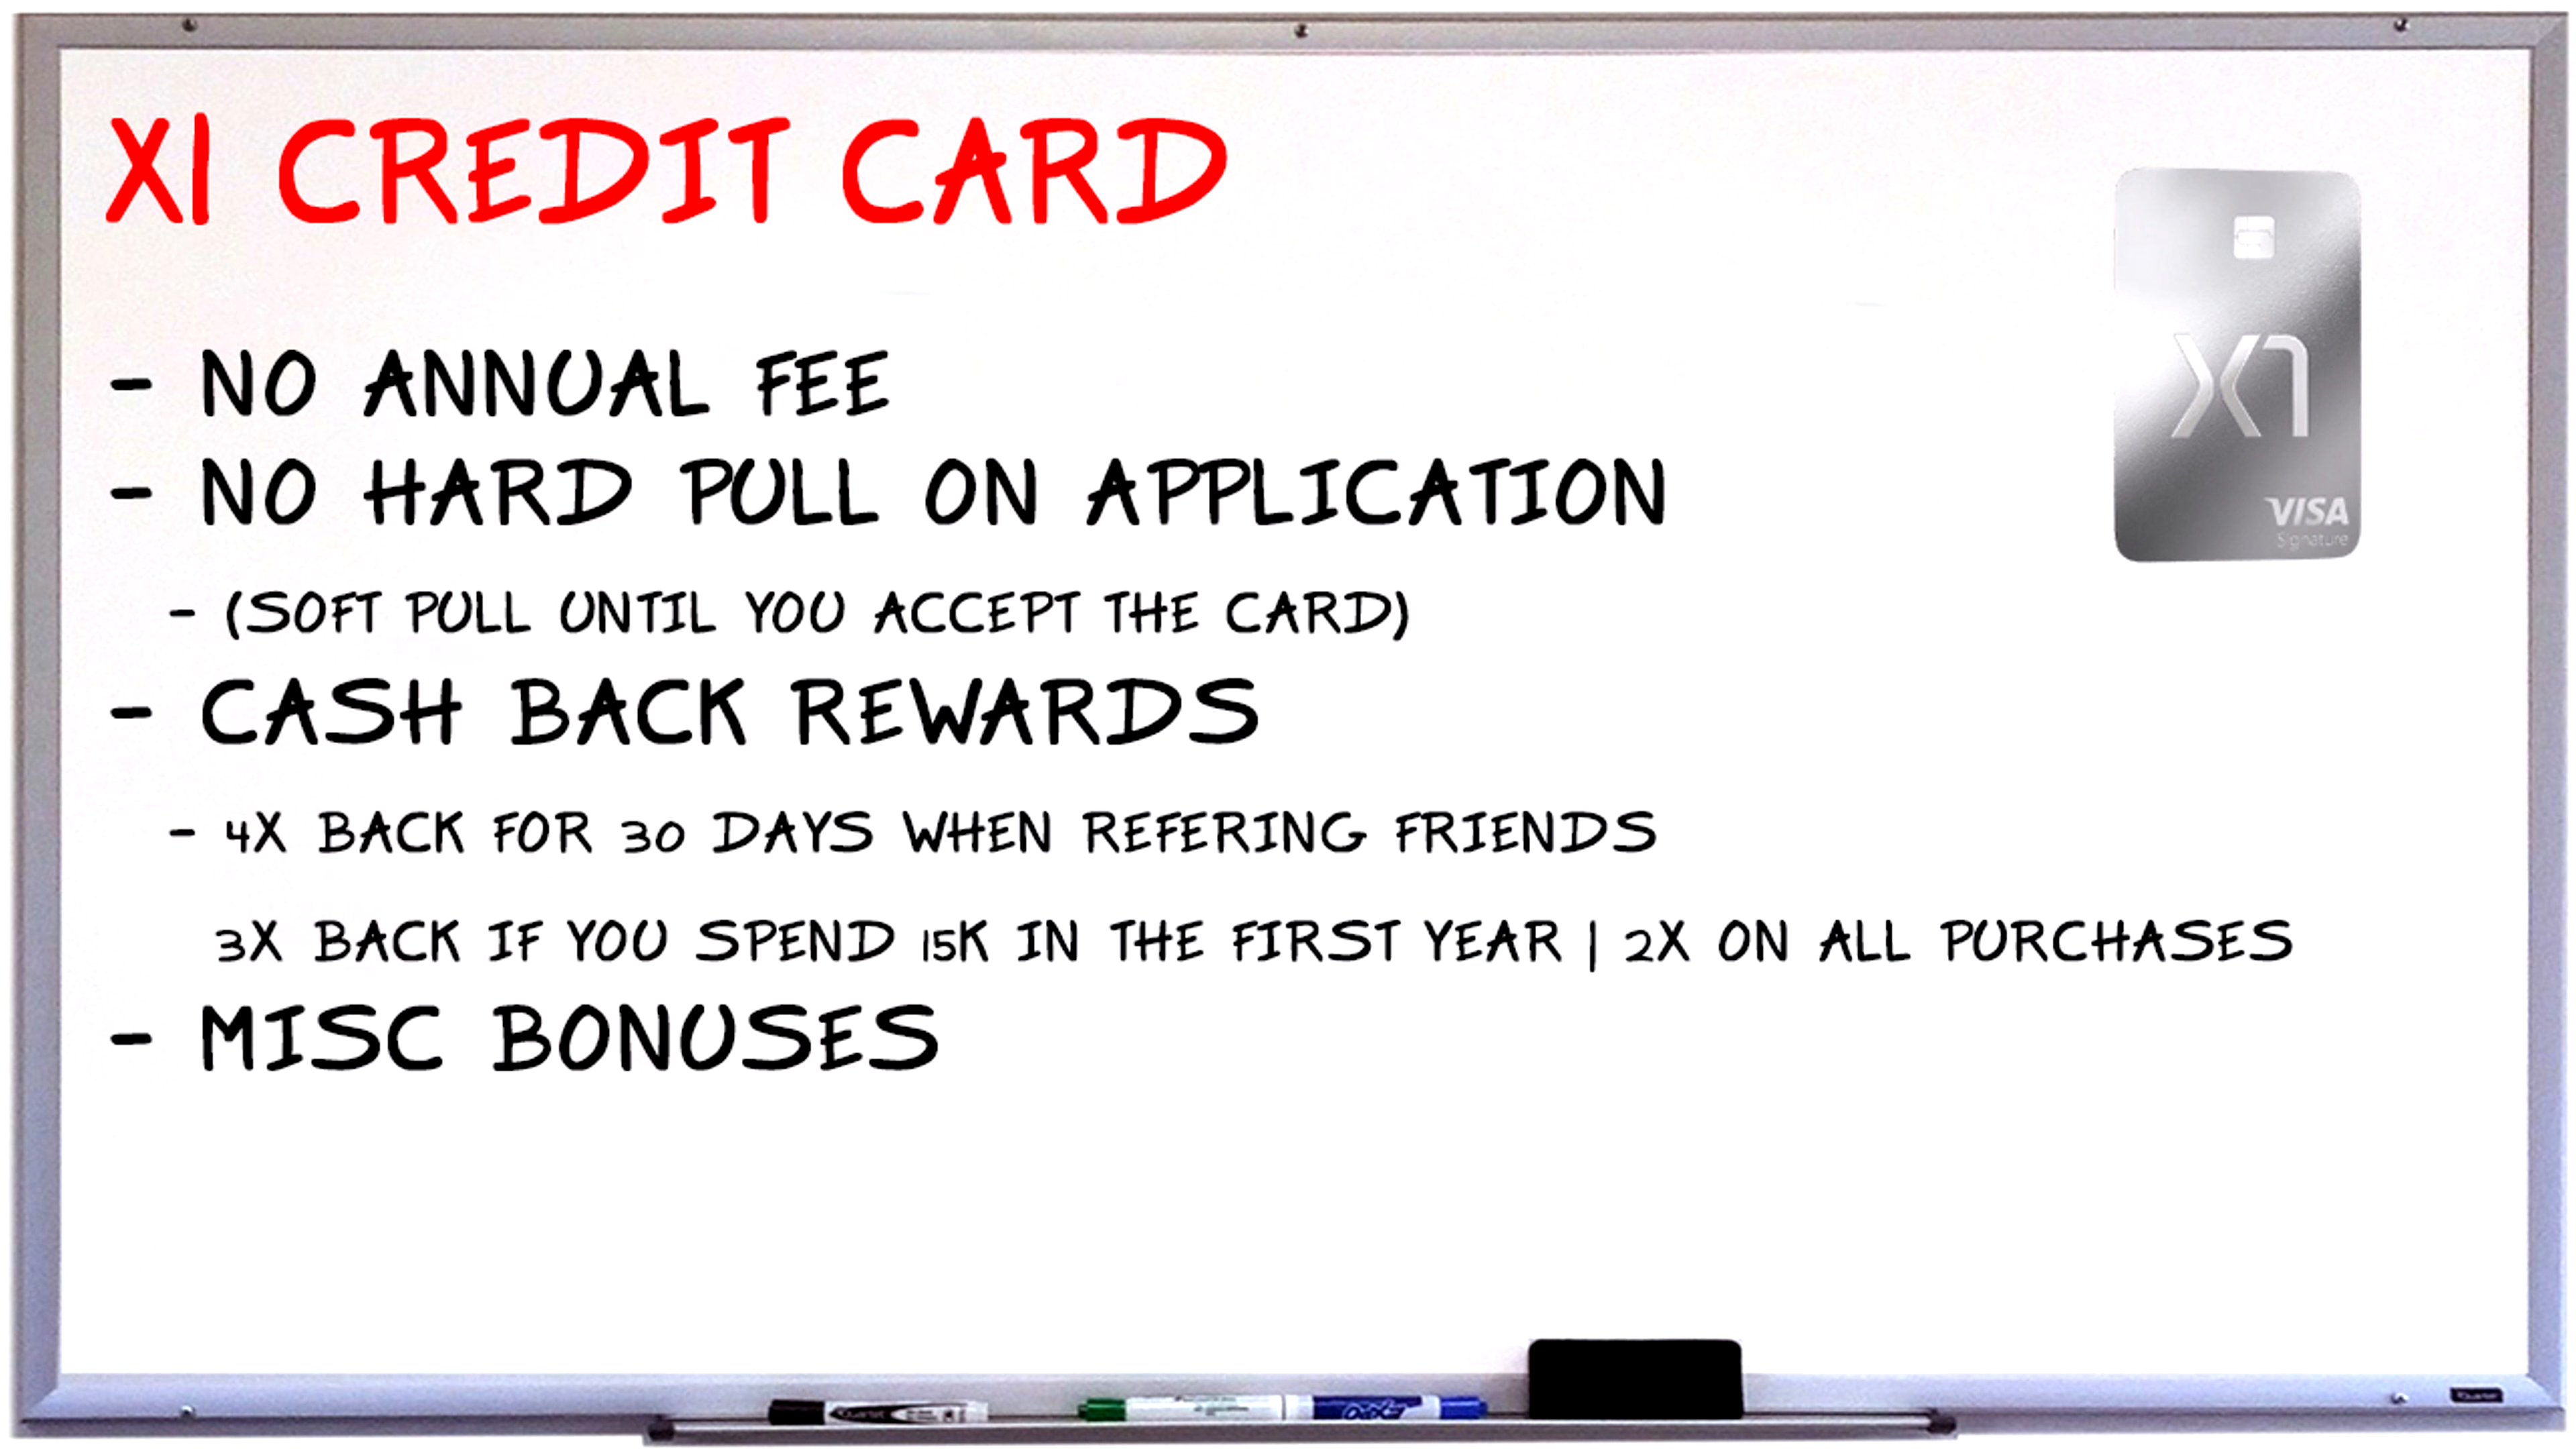 X1 CREDIT CARD
- NO ANNUAL FEE
- NO HARD PULL ON APPLICATION
- (SOFT PULL UNTIL YOU ACCEPT THE CARD)
- CASH BACK REWARDS
- 4X BACK FOR 30 DAYS WHEN REFERING FRIENDS
3X BACK IF YOU SPEND 15K IN THE FIRST YEAR | 2X ON ALL PURCHASES
- MISC BONUSES
X1
VISA
Signature
Quartet